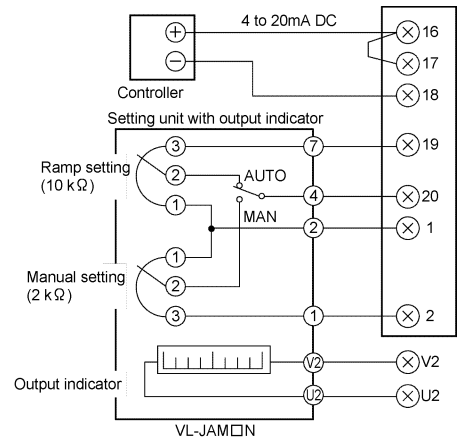 4 to 20mA DC
+
−
Controller
16
17
18
Setting unit with output indicator
3
7
19
Ramp setting
(10 kΩ)
2
AUTO
4
20
1
MAN
2
1
1
Manual setting
(2 kΩ)
2
3
1
2
V2
V2
Output indicator
U2
U2
VL-JAM□N